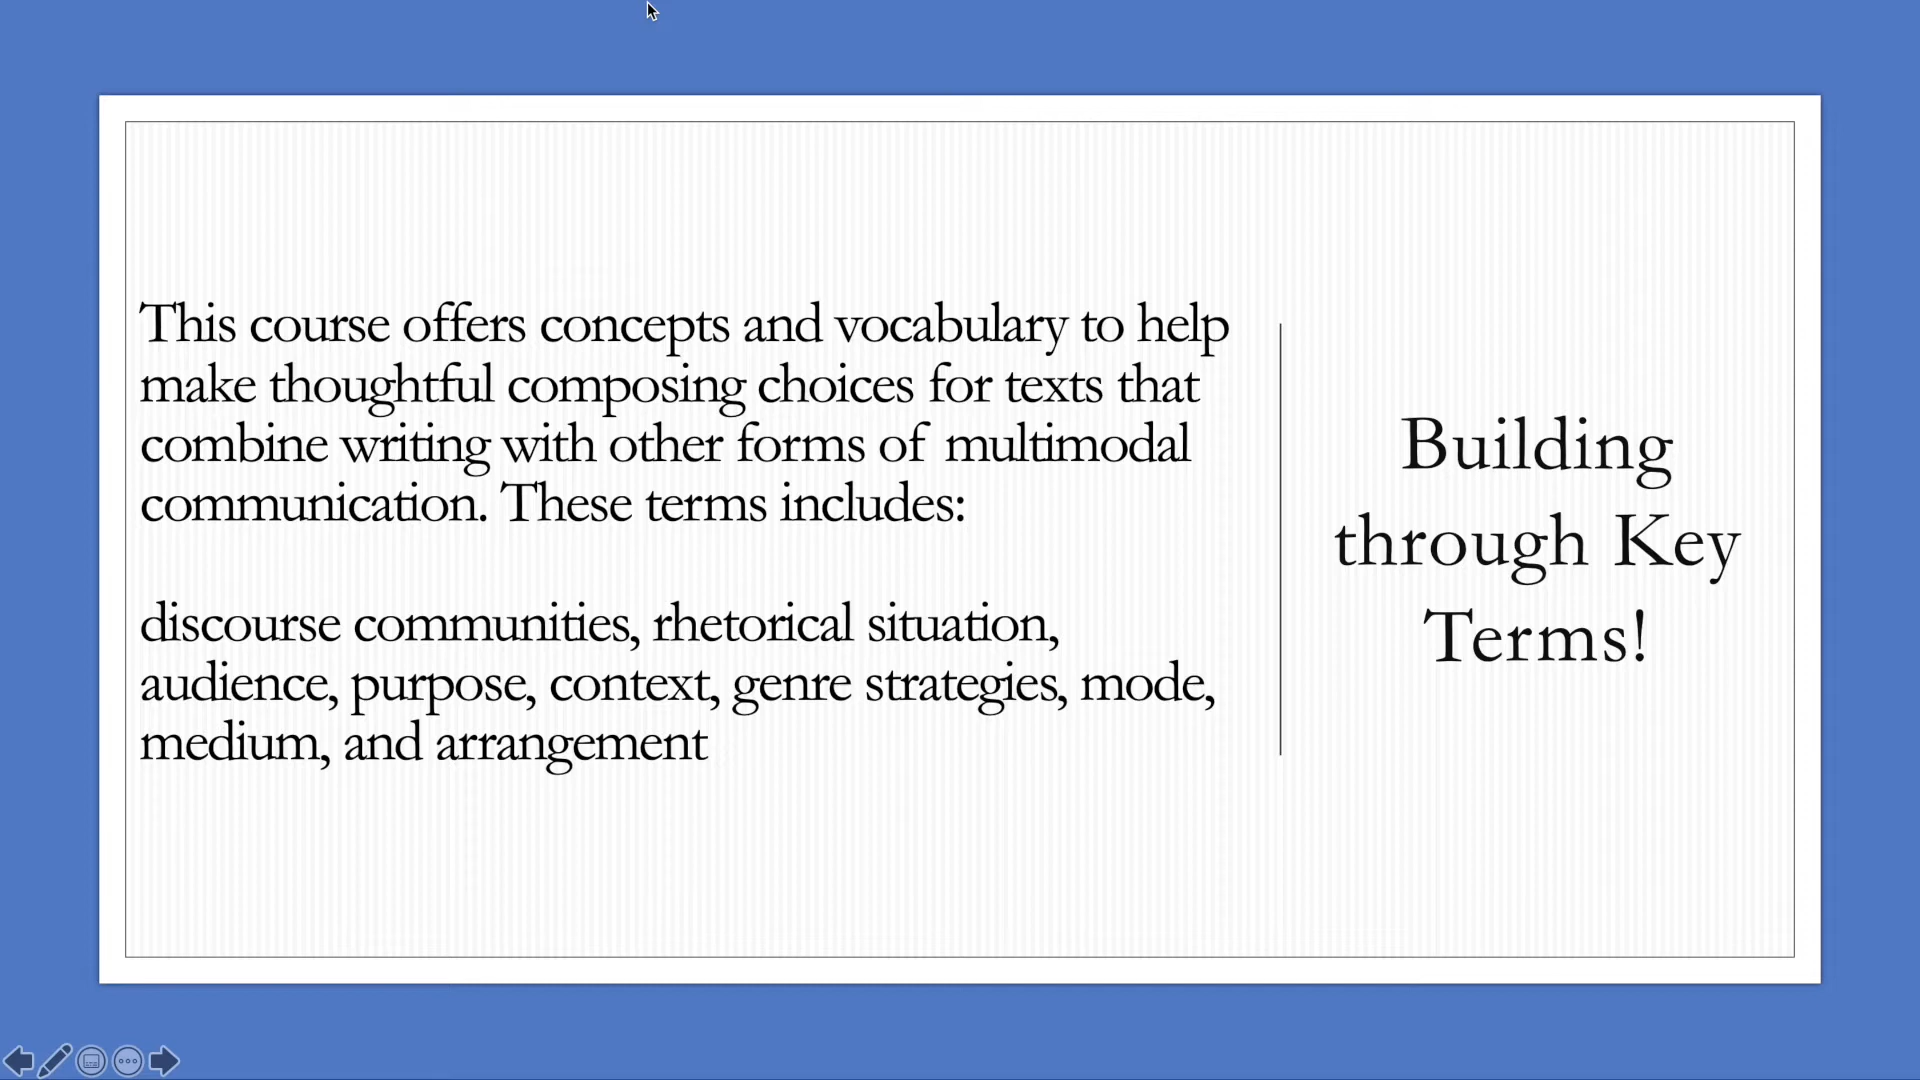 This course offers concepts and vocabulary to help
make thoughtful composing choices for texts that
combine writing with other forms of multimodal
communication. These terms includes:
discourse communities, rhetorical situation,
audience, purpose, context, genre strategies, mode,
medium, and arrangement
Building
through Key
Terms!